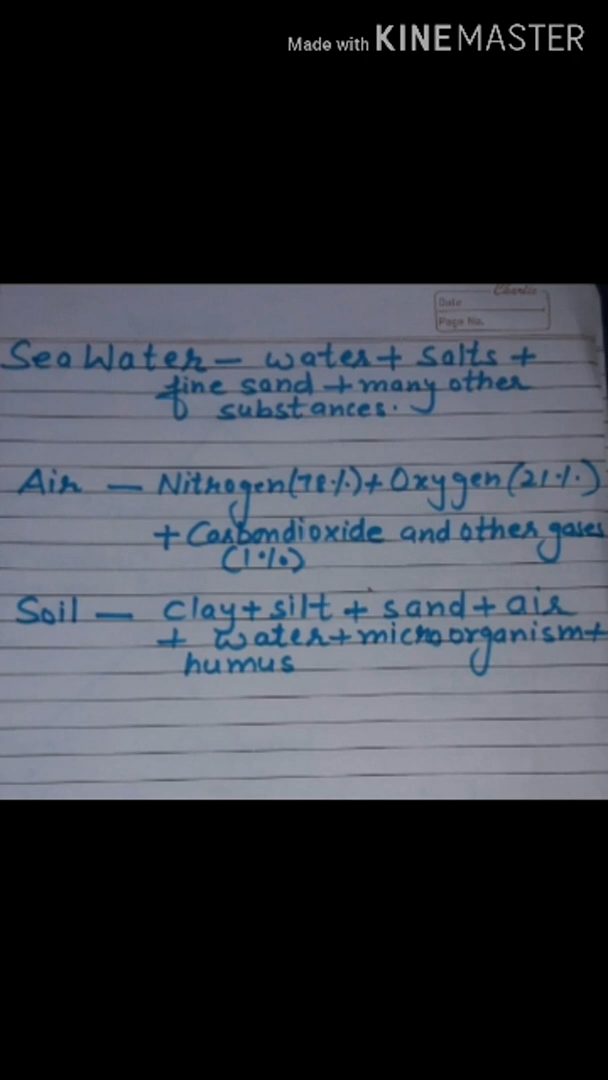 Made with KINEMASTER
Charlie
Date
Page No.
Sea Water — water + salts +
fine sand + many other
substances.
Air — Nitrogen (78%) + Oxygen (21%)
+ Carbondioxide and other gases
(1%)
Soil — Clay + silt + sand + air
+ water + microorganism +
humus